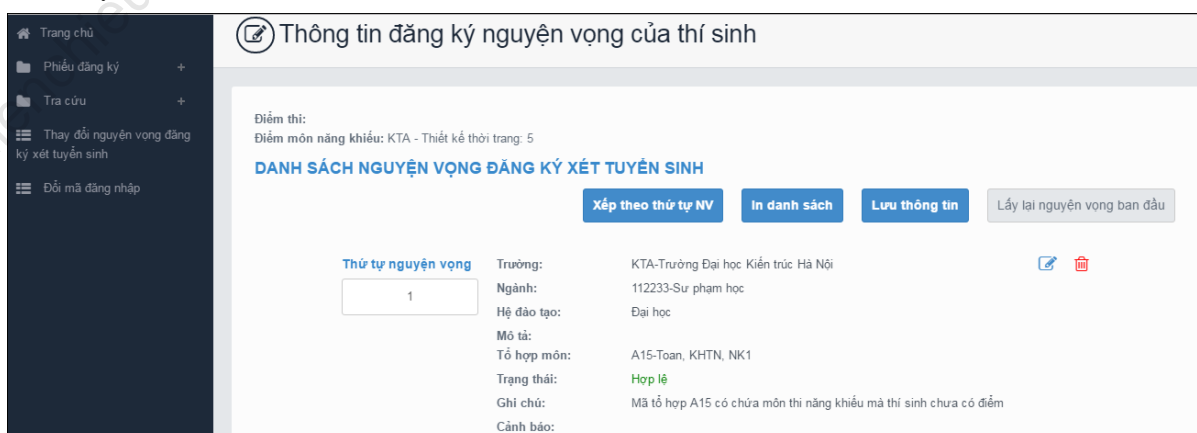 Trang chủ
Phiếu đăng ký +
Tra cứu +
Thay đổi nguyện vọng đăng
ký xét tuyển sinh
Đổi mã đăng nhập
Thông tin đăng ký nguyện vọng của thí sinh
Điểm thi:
Điểm môn năng khiếu: KTA - Thiết kế thời trang: 5
DANH SÁCH NGUYỆN VỌNG ĐĂNG KÝ XÉT TUYỂN SINH
Xếp theo thứ tự NV In danh sách Lưu thông tin Lấy lại nguyện vọng ban đầu
Thứ tự nguyện vọng
1
Trường: KTA-Trường Đại học Kiến trúc Hà Nội
Ngành: 112233-Sư phạm học
Hệ đào tạo: Đại học
Mô tả:
Tổ hợp môn: A15-Toan, KHTN, NK1
Trạng thái: Hợp lệ
Ghi chú: Mã tổ hợp A15 có chứa môn thi năng khiếu mà thí sinh chưa có điểm
Cảnh báo: